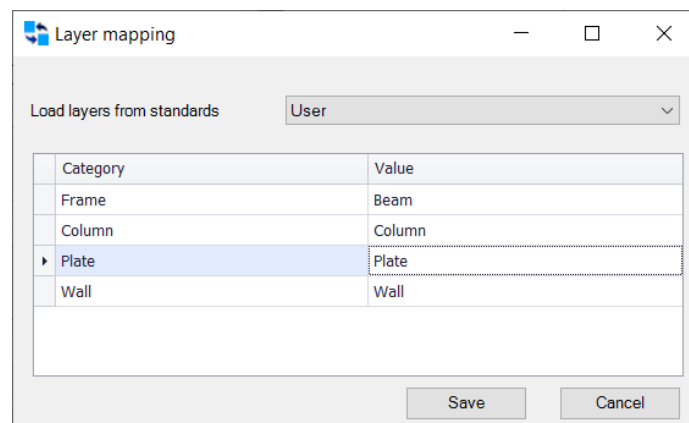 Layer mapping
Load layers from standards User
Category Value
Frame Beam
Column Column
Plate Plate
Wall Wall
Save Cancel